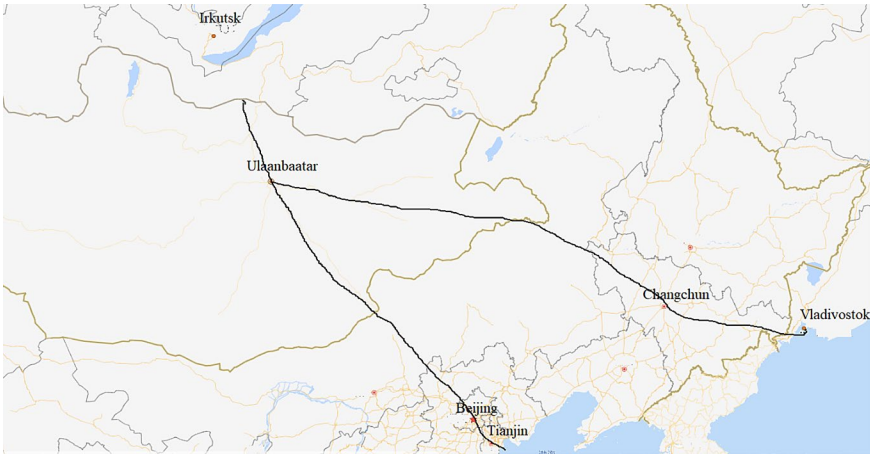 Irkutsk
Ulaanbaatar
Changchun
Vladivostok
Beijing
Tianjin